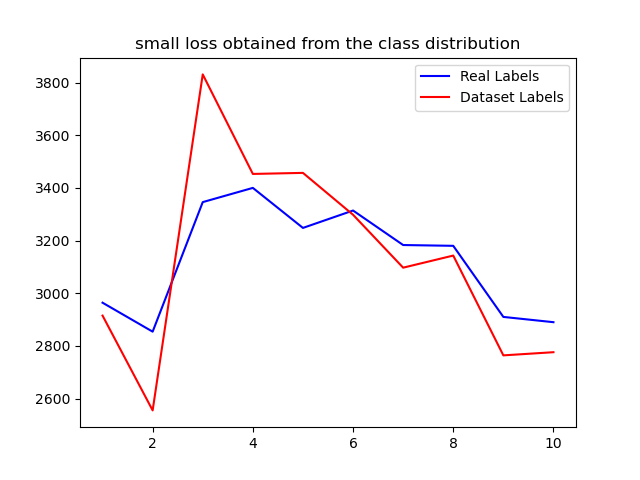 small loss obtained from the class distribution
Real Labels
Dataset Labels
3800
3600
3400
3200
3000
2800
2600
2 4 6 8 10